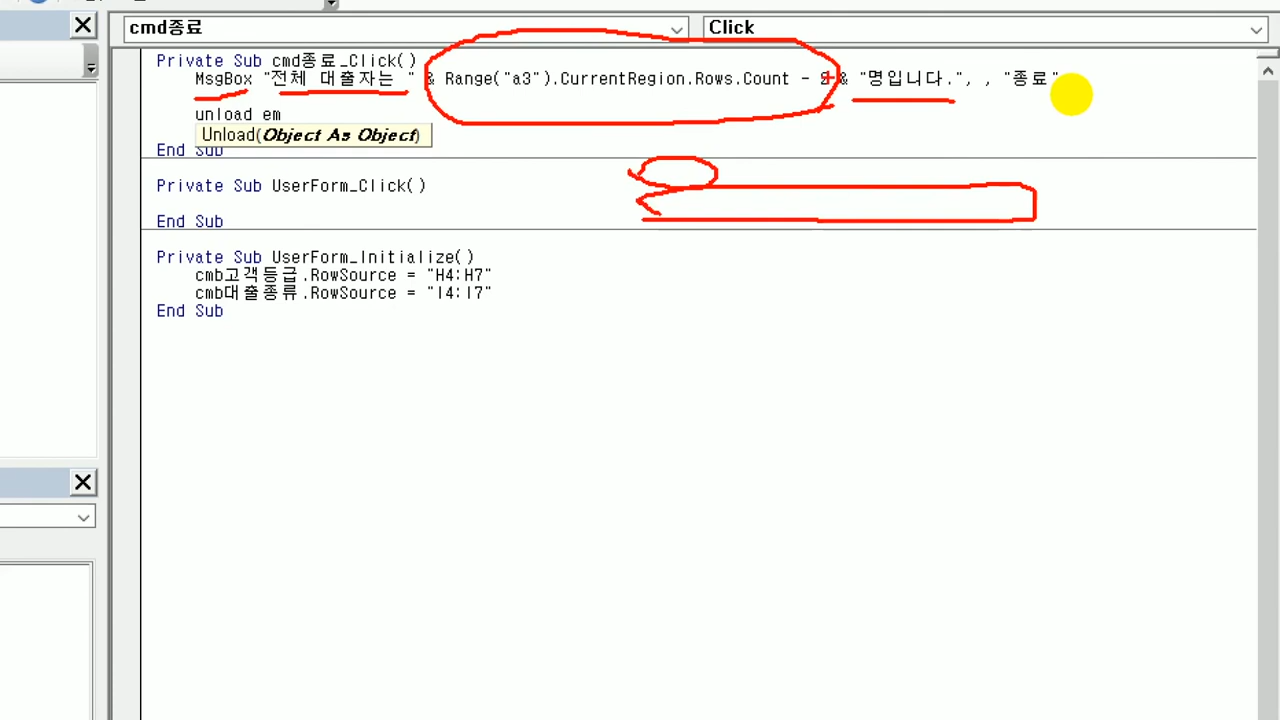 cmd종료
Click
Private Sub cmd종료_Click()
MsgBox "전체 대출자는 " & Range("a3").CurrentRegion.Rows.Count - & "명입니다.", , "종료"
unload em
Unload(Object As Object)
End Sub
Private Sub UserForm_Click()
End Sub
Private Sub UserForm_Initialize()
cmb고객등급.RowSource = "H4:H7"
cmb대출종류.RowSource = "I4:I7"
End Sub